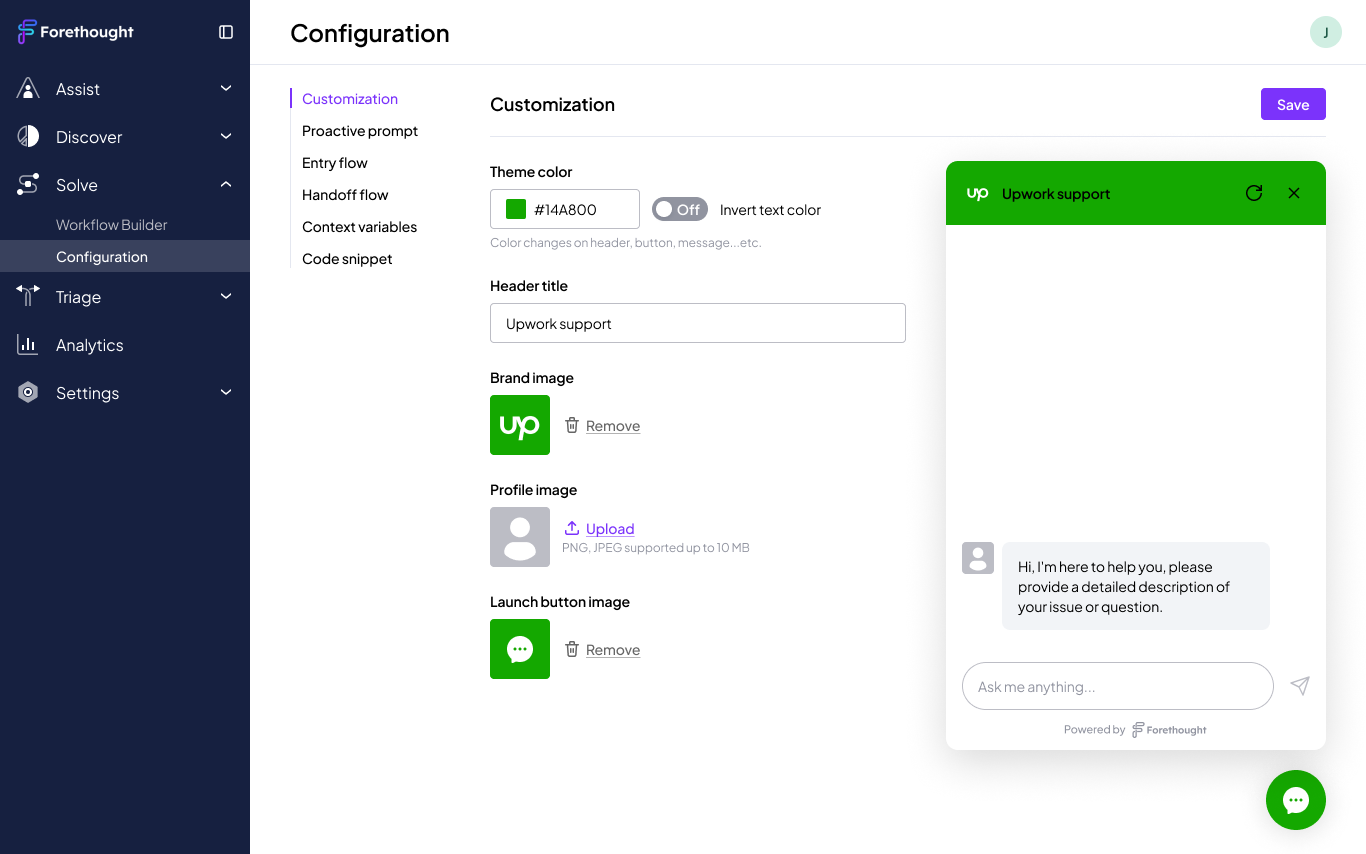 Forethought
Configuration
J
Assist
Discover
Solve
Workflow Builder
Configuration
Triage
Analytics
Settings
Customization
Proactive prompt
Entry flow
Handoff flow
Context variables
Code snippet
Customization
Save
Theme color
#14A800
Off
Invert text color
Color changes on header, button, message...etc.
Header title
Upwork support
Brand image
up
Remove
Profile image
Upload
PNG, JPEG supported up to 10 MB
Launch button image
Remove
up Upwork support
Hi, I'm here to help you, please
provide a detailed description of
your issue or question.
Ask me anything...
Powered by Forethought